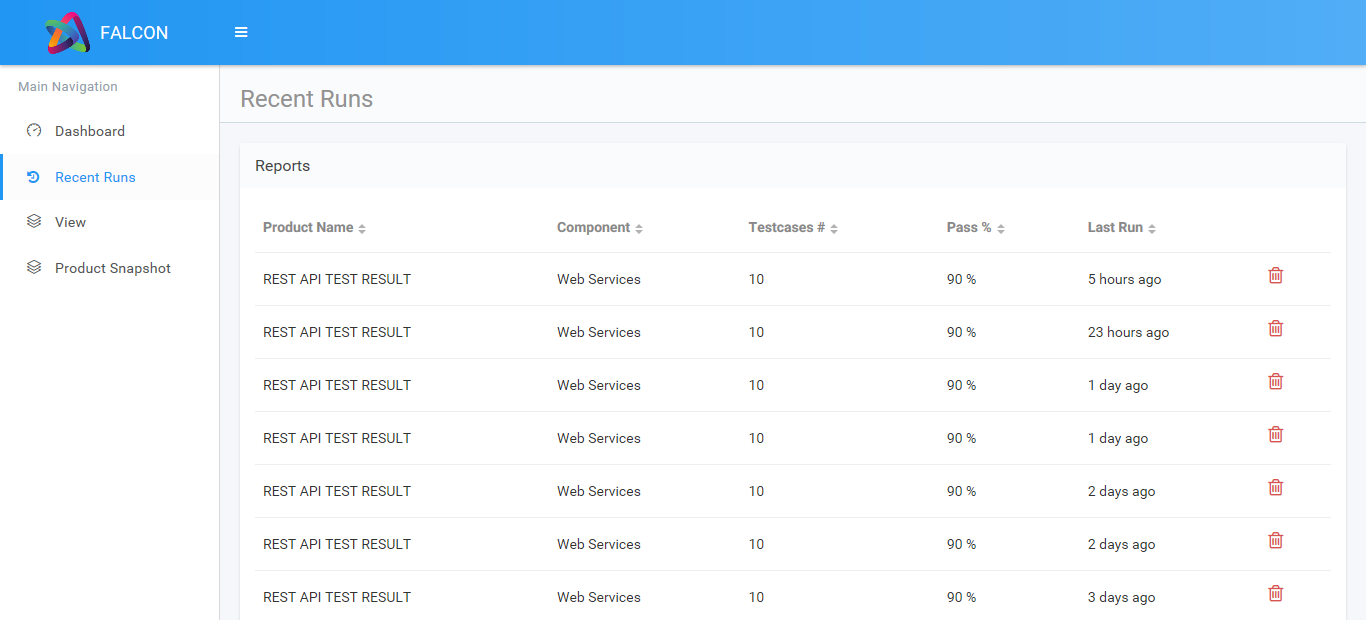 FALCON
Main Navigation
Dashboard
Recent Runs
View
Product Snapshot
Recent Runs
Reports
Product Name Component Testcases # Pass % Last Run
REST API TEST RESULT Web Services 10 90 % 5 hours ago
REST API TEST RESULT Web Services 10 90 % 23 hours ago
REST API TEST RESULT Web Services 10 90 % 1 day ago
REST API TEST RESULT Web Services 10 90 % 1 day ago
REST API TEST RESULT Web Services 10 90 % 2 days ago
REST API TEST RESULT Web Services 10 90 % 2 days ago
REST API TEST RESULT Web Services 10 90 % 3 days ago